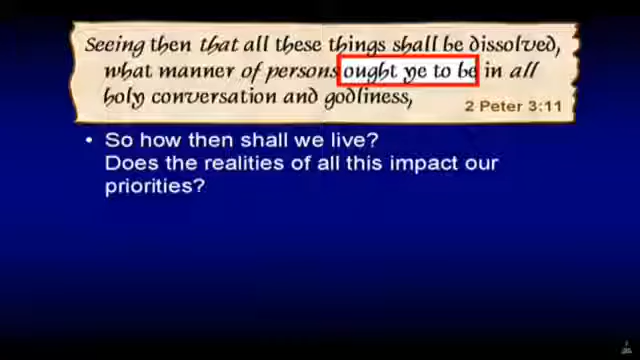 Seeing then that all these things shall be dissolved,
what manner of persons ought ye to be in all
holy conversation and godliness,
2 Peter 3:11
• So how then shall we live?
Does the realities of all this impact our
priorities?